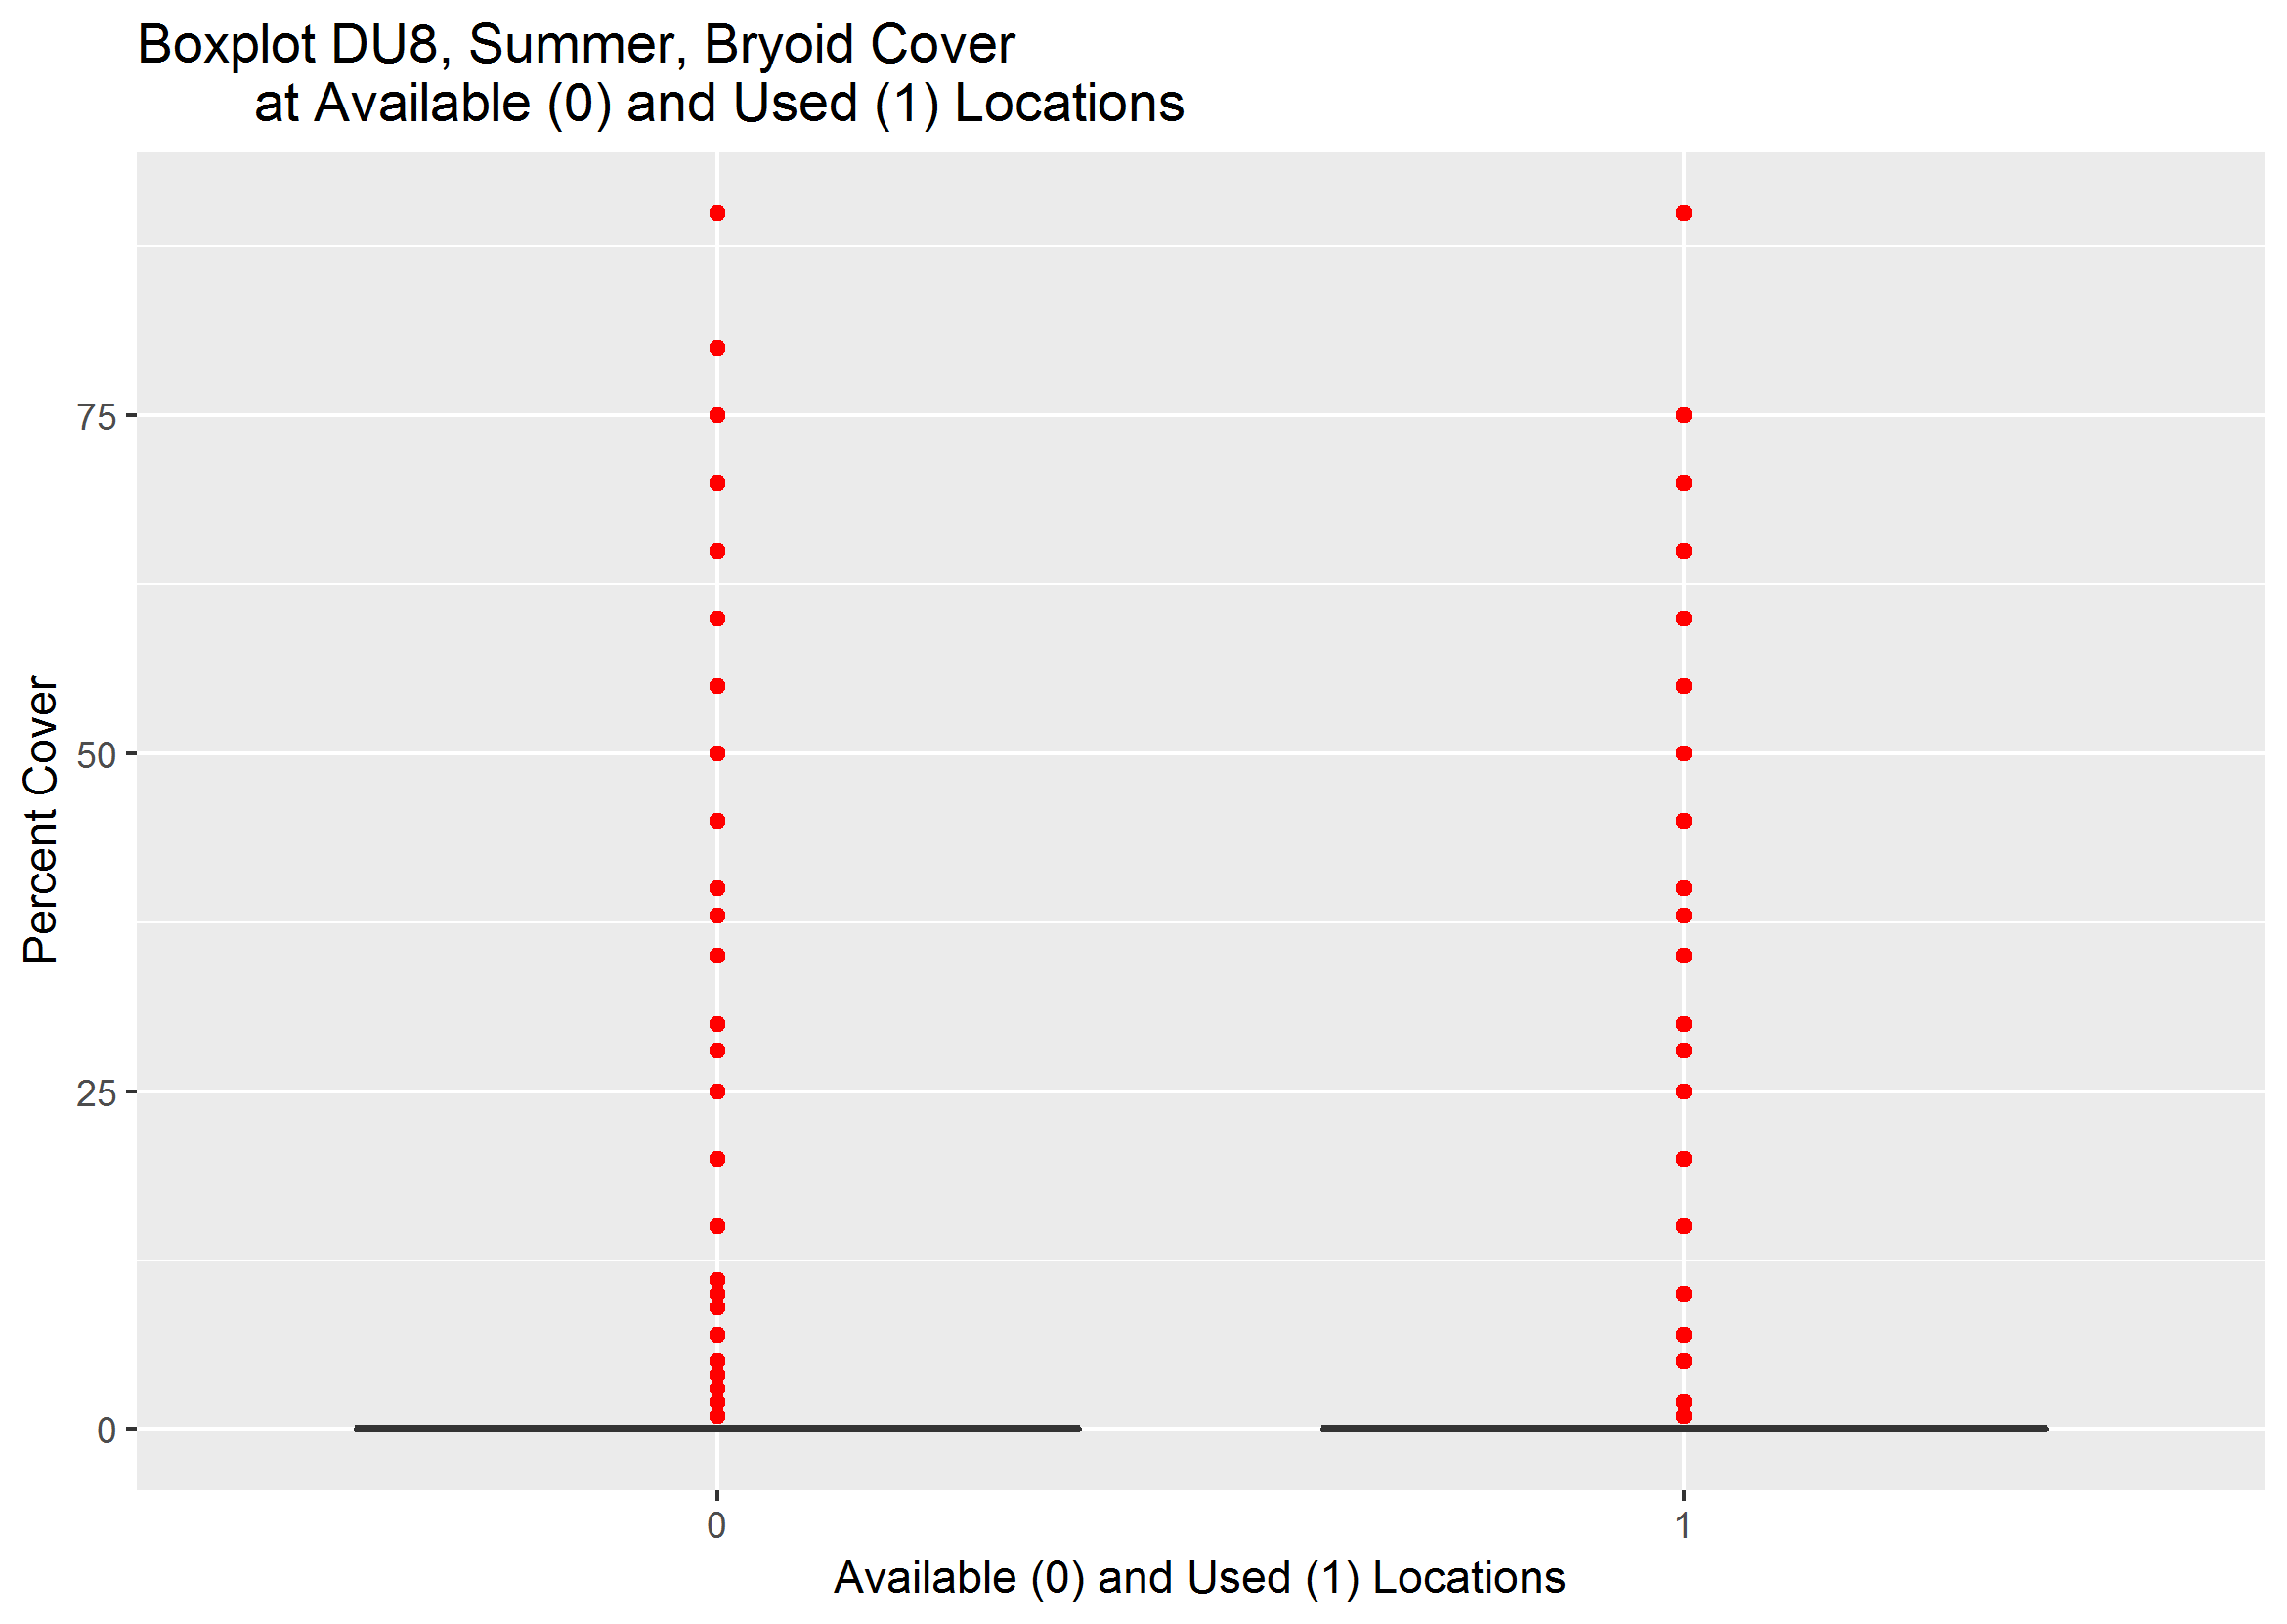 Boxplot DU8, Summer, Bryoid Cover
at Available (0) and Used (1) Locations
Percent Cover
75
50
25
0
0
1
Available (0) and Used (1) Locations